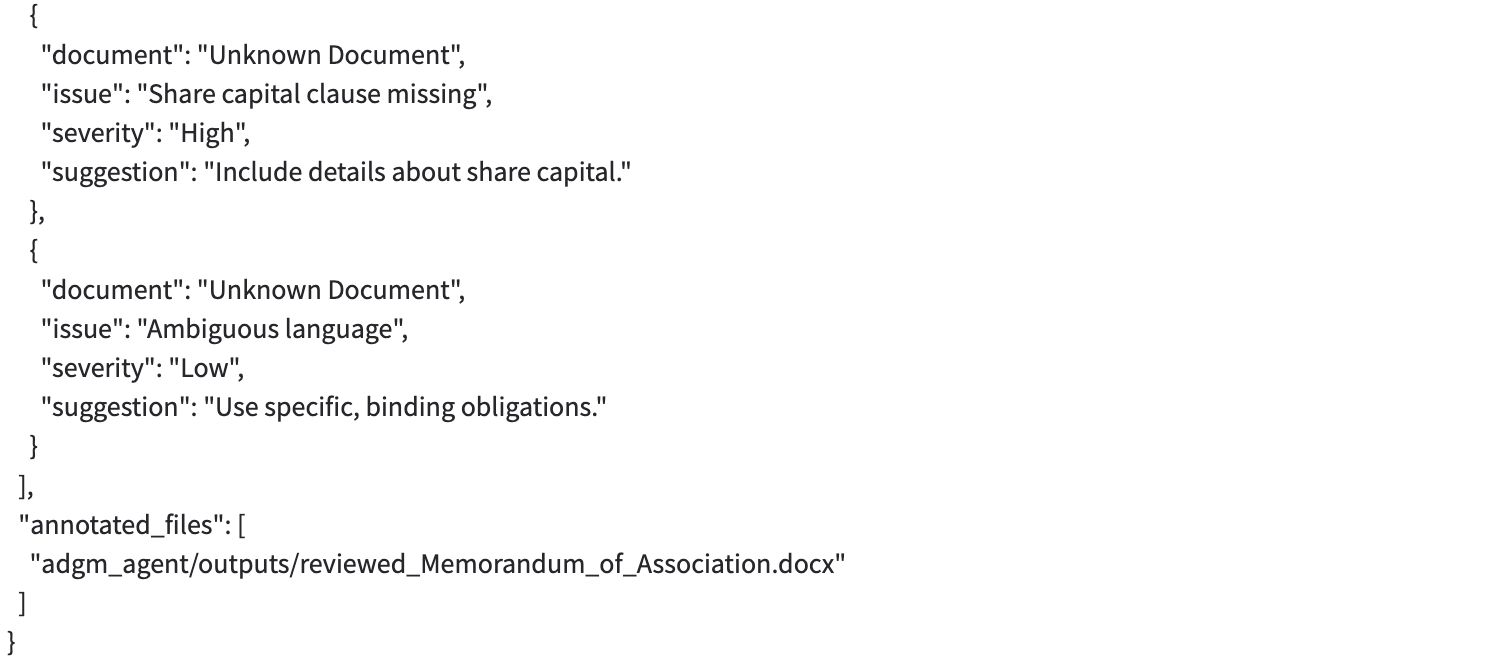 {
"document": "Unknown Document",
"issue": "Share capital clause missing",
"severity": "High",
"suggestion": "Include details about share capital."
},
{
"document": "Unknown Document",
"issue": "Ambiguous language",
"severity": "Low",
"suggestion": "Use specific, binding obligations."
}
],
"annotated_files": [
"adgm_agent/outputs/reviewed_Memorandum_of_Association.docx"
]
}